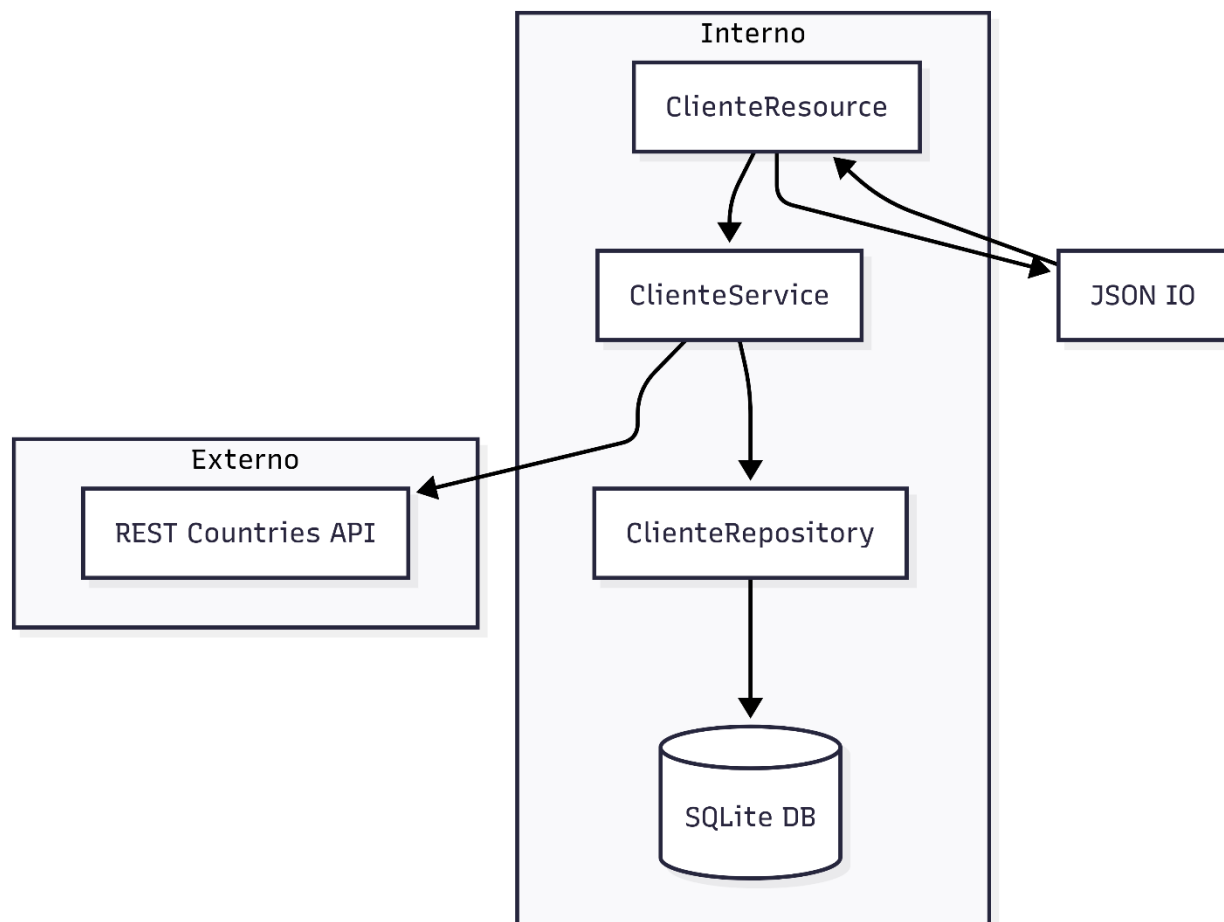 Interno
ClienteResource
ClienteService
JSON IO
Externo
REST Countries API
ClienteRepository
SQLite DB